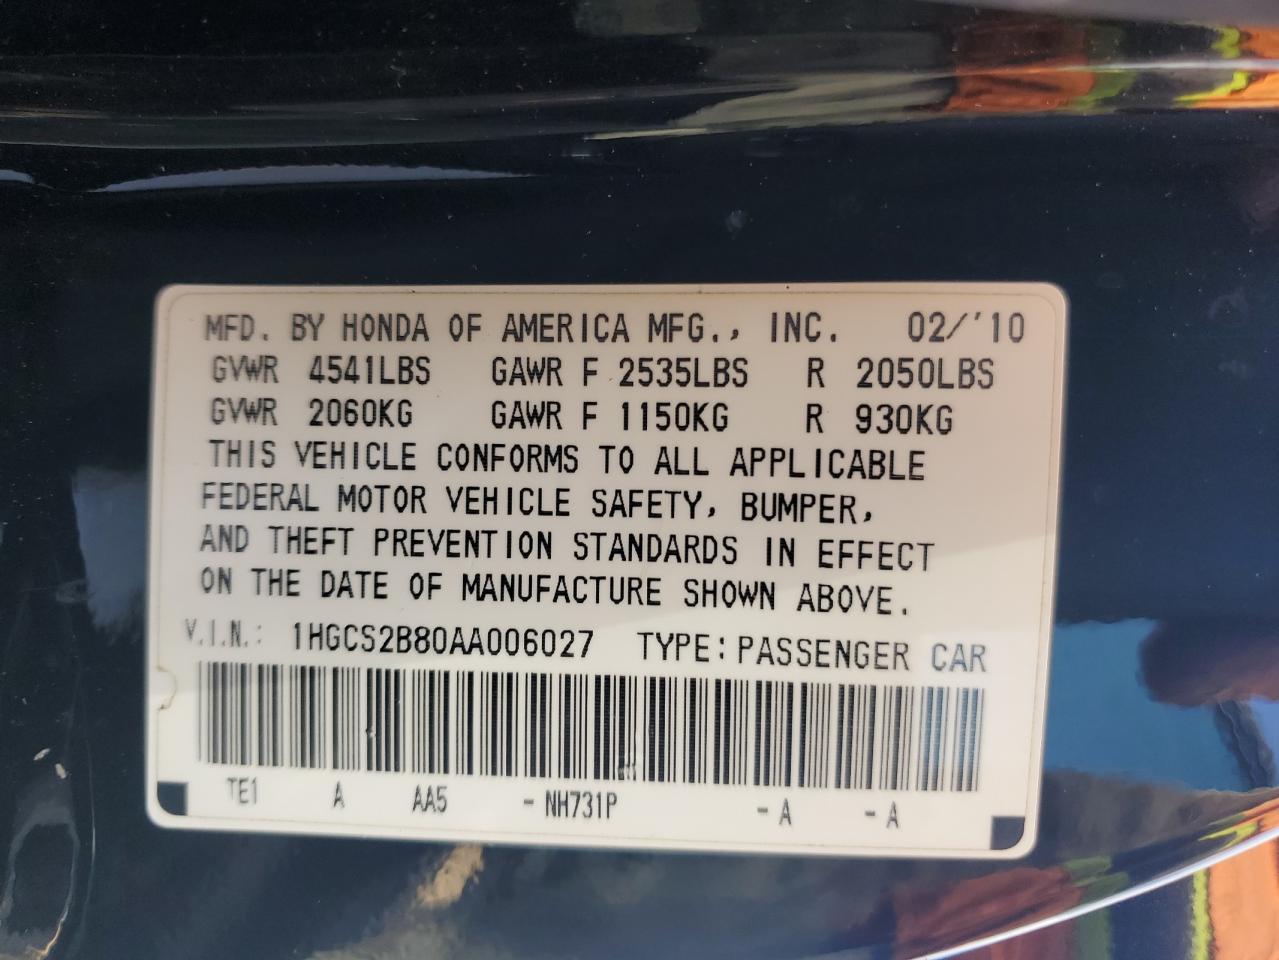 MFD. BY HONDA OF AMERICA MFG., INC. 02/'10
GVWR 4541LBS GAWR F 2535LBS R 2050LBS
GVWR 2060KG GAWR F 1150KG R 930KG
THIS VEHICLE CONFORMS TO ALL APPLICABLE
FEDERAL MOTOR VEHICLE SAFETY, BUMPER,
AND THEFT PREVENTION STANDARDS IN EFFECT
ON THE DATE OF MANUFACTURE SHOWN ABOVE.
V.I.N.: 1HGCS2B80AA006027 TYPE: PASSENGER CAR
TE1 A AA5 - NH731P - A - A